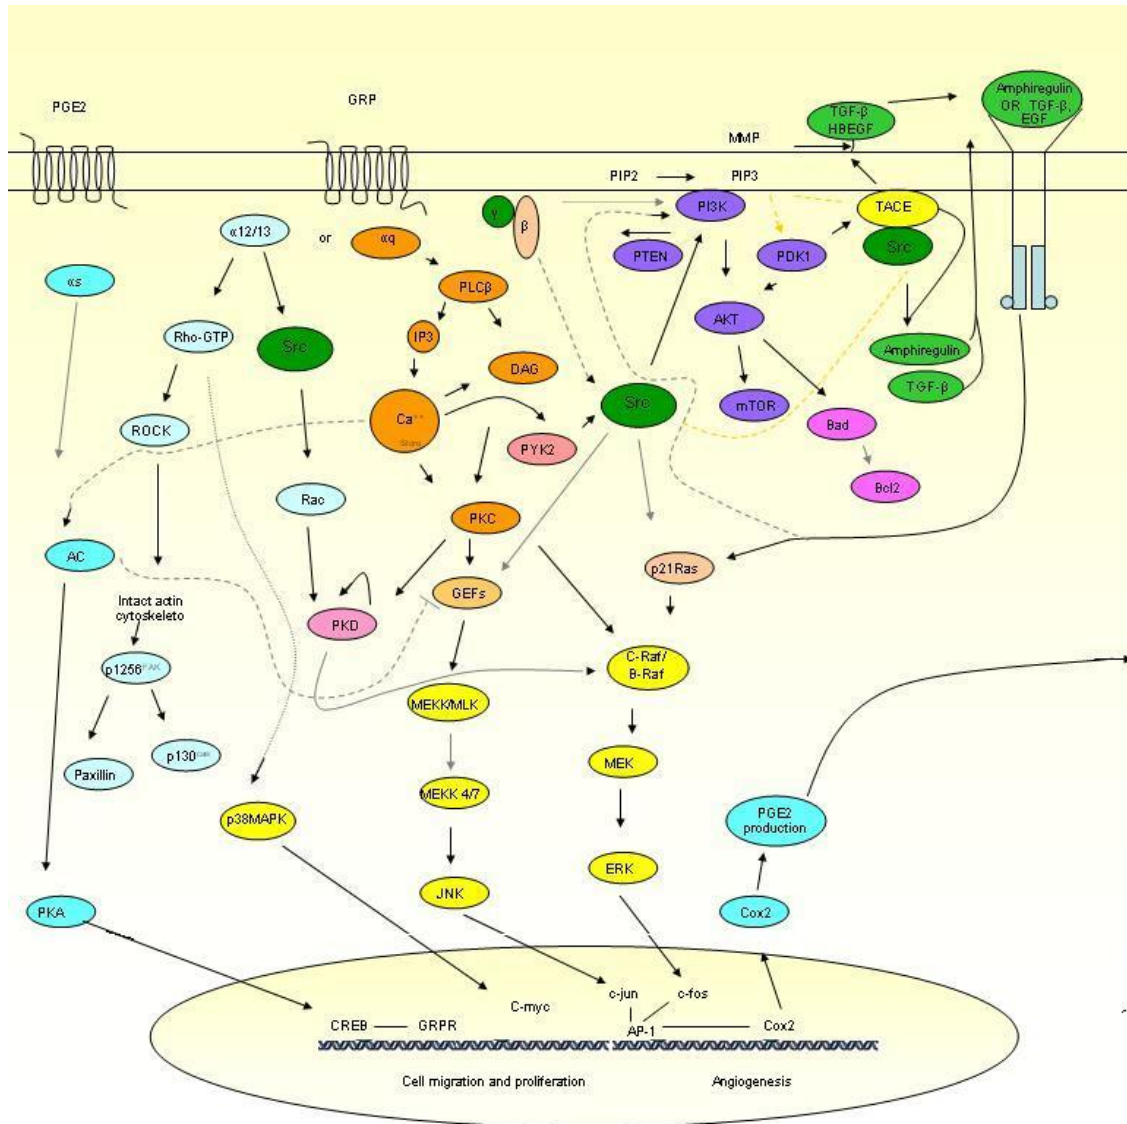 PGE2
GRP
Amphiregulin
OR TGF-β,
EGF
TGF-β
HBEGF
MMP
PIP2
PIP3
PI3K
TACE
γ
β
α12/13
or
αq
PTEN
PDK1
Src
αs
PLCβ
AKT
Rho-GTP
IP3
Src
DAG
Amphiregulin
TGF-β
mTOR
Src
Ca++
ROCK
Bad
PYK2
Bcl2
Rac
PKC
AC
p21Ras
GEFs
Intact actin
cytoskeleto
PKD
p1256FAK
C-Raf/
B-Raf
MEKK/MLK
p130
Paxillin
MEK
MEKK 4/7
p38MAPK
PGE2
production
ERK
JNK
PKA
Cox2
c-jun
c-fos
C-myc
CREB
GRPR
AP-1
Cox2
Cell migration and proliferation
Angiogenesis